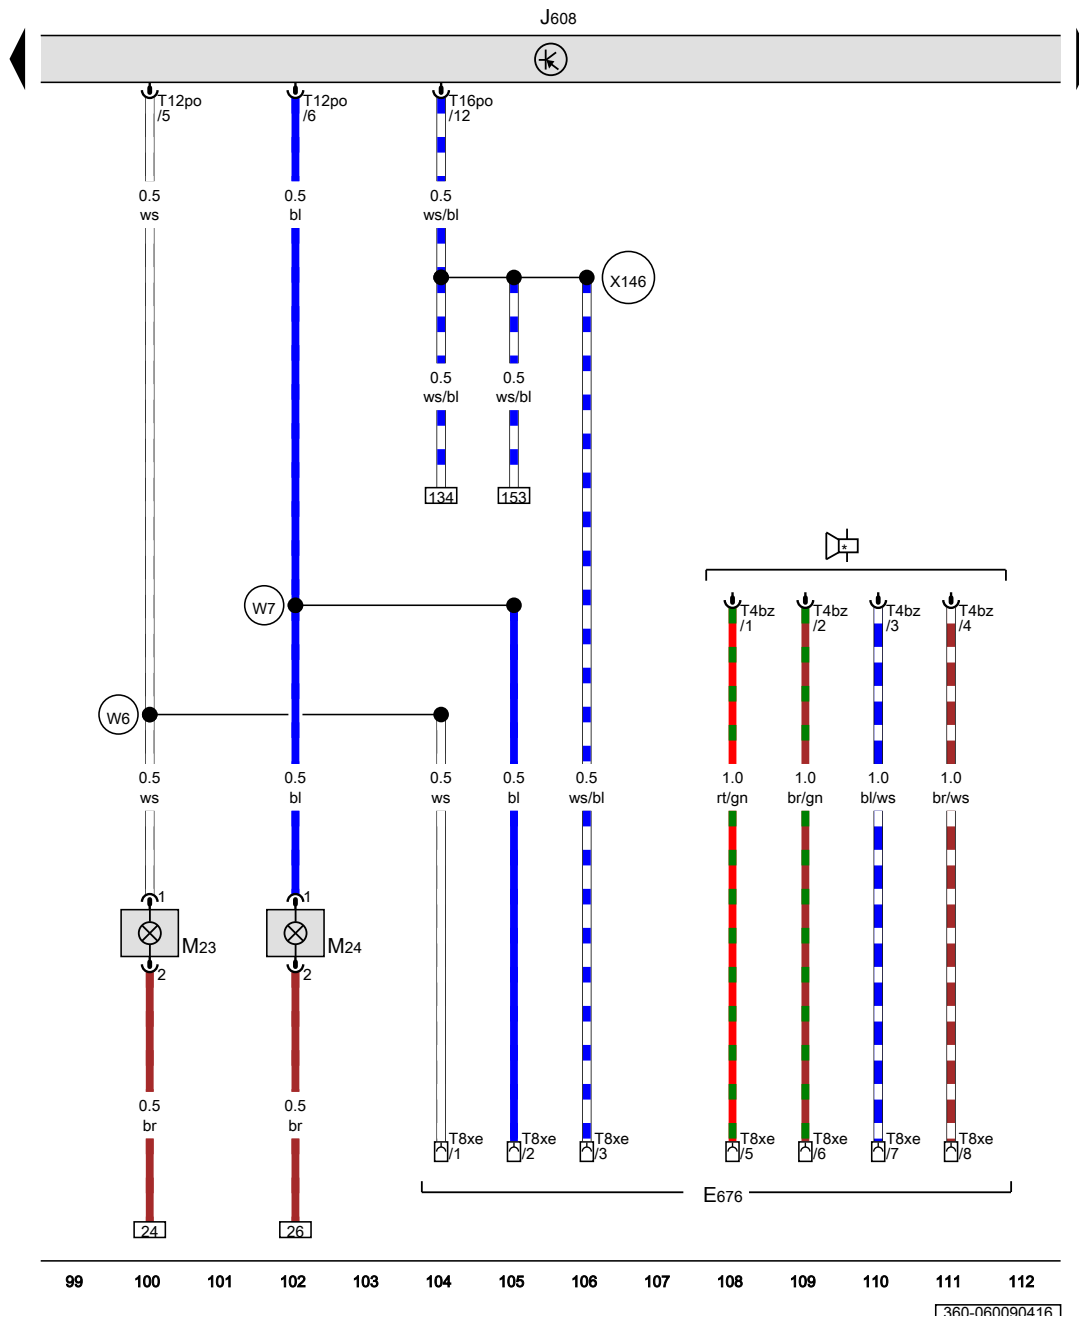 J608
T12po T12po T16po
/5 /6 /12
0.5 0.5 0.5
ws bl ws/bl
X146
0.5 0.5
ws/bl ws/bl
134 153
W7
T4bz T4bz T4bz T4bz
/1 /2 /3 /4
W6
0.5 0.5 0.5 0.5 0.5 1.0 1.0 1.0 1.0
ws bl ws bl ws/bl rt/gn br/gn bl/ws br/ws
1 1
M23 M24
2 2
*
0.5 0.5
br br
T8xe T8xe T8xe T8xe T8xe T8xe T8xe
/1 /2 /3 /5 /6 /7 /8
E676
24 26
99 100 101 102 103 104 105 106 107 108 109 110 111 112
360-060090416